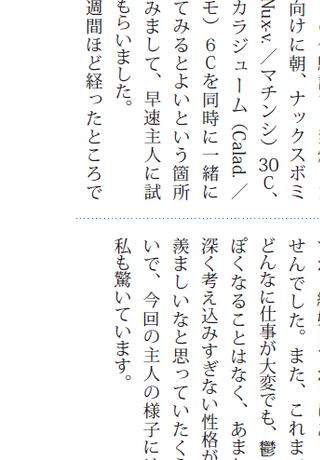 向けに朝、ナックスボミ
Nux-v.／マチンシ）30C、
カラジューム（Calad.／
モ）６Cを同時に一緒に
てみるとよいという箇所
みまして、早速主人に試
もらいました。
週間ほど経ったところで
せんでした。また、これま
どんなに仕事が大変でも、鬱
ぽくなることはなく、あま
深く考え込みすぎない性格が
羨ましいなと思っていたく
いで、今回の主人の様子に
私も驚いています。